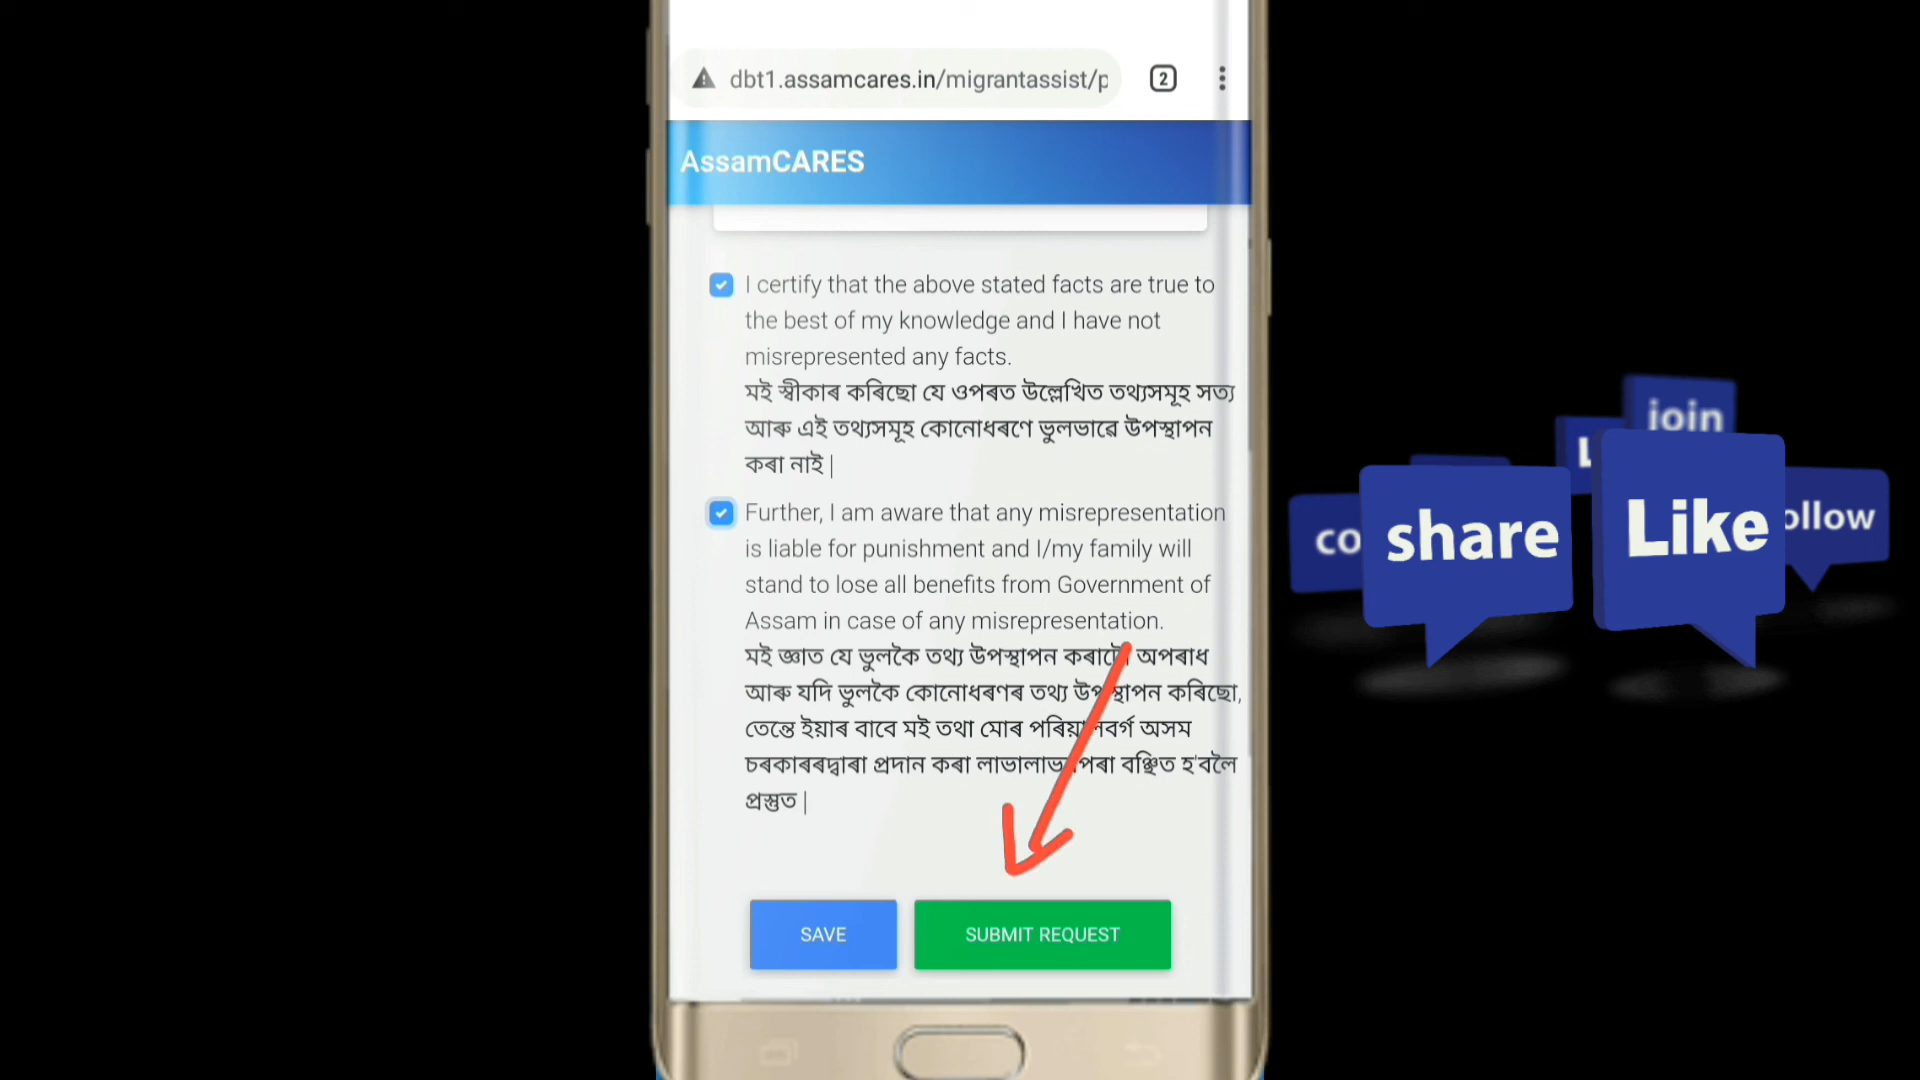 dbt1.assamcares.in/migrantassist/p
2
AssamCARES
I certify that the above stated facts are true to
the best of my knowledge and I have not
misrepresented any facts.
মই স্বীকাৰ কৰিছো যে ওপৰত উল্লেখিত তথ্যসমূহ সত্য
আৰু এই তথ্যসমূহ কোনোধৰণে ভুলভাৱে উপস্থাপন
কৰা নাই |
Further, I am aware that any misrepresentation
is liable for punishment and I/my family will
stand to lose all benefits from Government of
Assam in case of any misrepresentation.
মই জ্ঞাত যে ভুলকৈ তথ্য উপস্থাপন কৰাটো অপৰাধ
আৰু যদি ভুলকৈ কোনোধৰণৰ তথ্য উপস্থাপন কৰিছো,
তেন্তে ইয়াৰ বাবে মই তথা মোৰ পৰিয়ালবৰ্গ অসম
চৰকাৰৰদ্বাৰা প্ৰদান কৰা পৰা বঞ্চিত হ'বলৈ
প্ৰস্তুত |
SAVE
SUBMIT REQUEST
join
L
co
share
Like
ollow